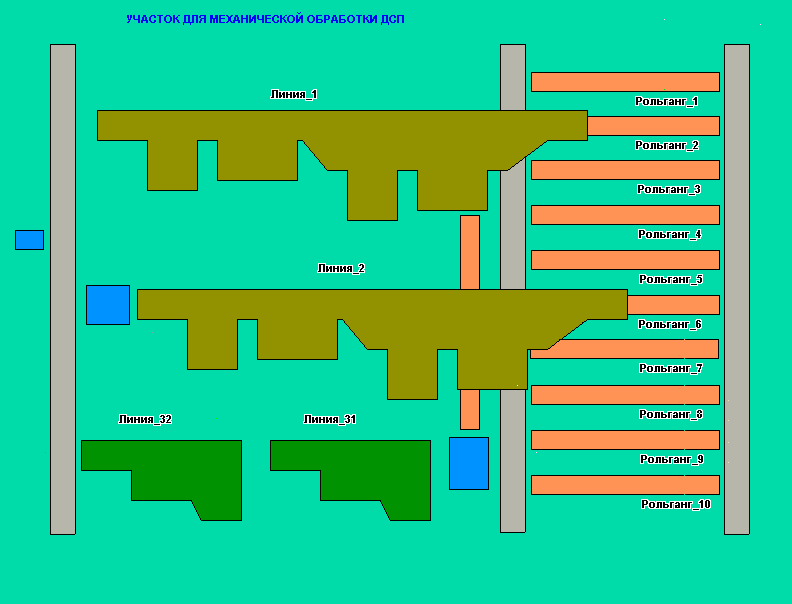 УЧАСТОК ДЛЯ МЕХАНИЧЕСКОЙ ОБРАБОТКИ ДСП
Линия_1
Рольганг_1
Рольганг_2
Рольганг_3
Рольганг_4
Линия_2
Рольганг_5
Рольганг_6
Рольганг_7
Линия_32
Линия_31
Рольганг_8
Рольганг_9
Рольганг_10